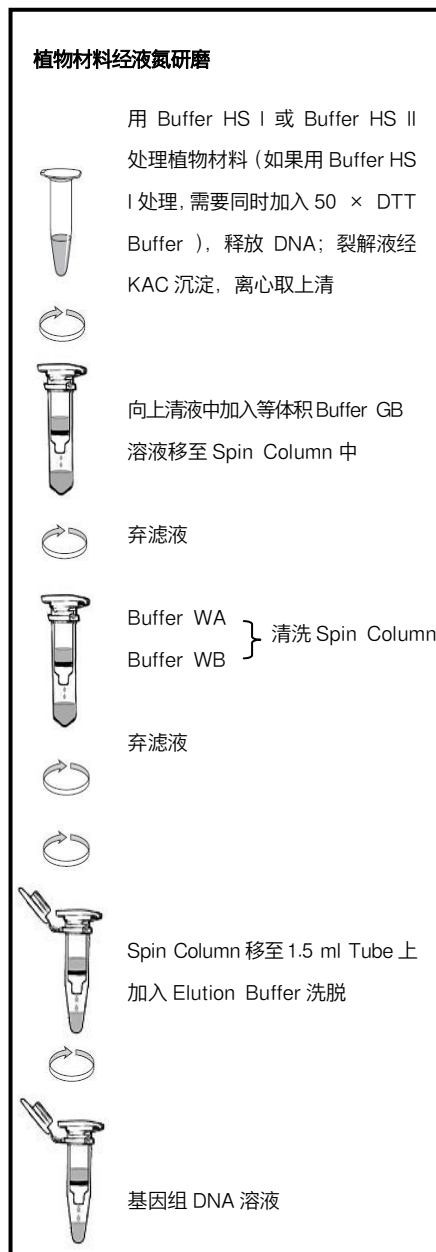 植物材料经液氮研磨
用 Buffer HS I 或 Buffer HS II
处理植物材料（如果用 Buffer HS
I 处理，需要同时加入 50 × DTT
Buffer ），释放 DNA；裂解液经
KAC 沉淀，离心取上清
向上清液中加入等体积 Buffer GB
溶液移至 Spin Column 中
弃滤液
Buffer WA
Buffer WB
清洗 Spin Column
弃滤液
Spin Column 移至 1.5 ml Tube 上
加入 Elution Buffer 洗脱
基因组 DNA 溶液